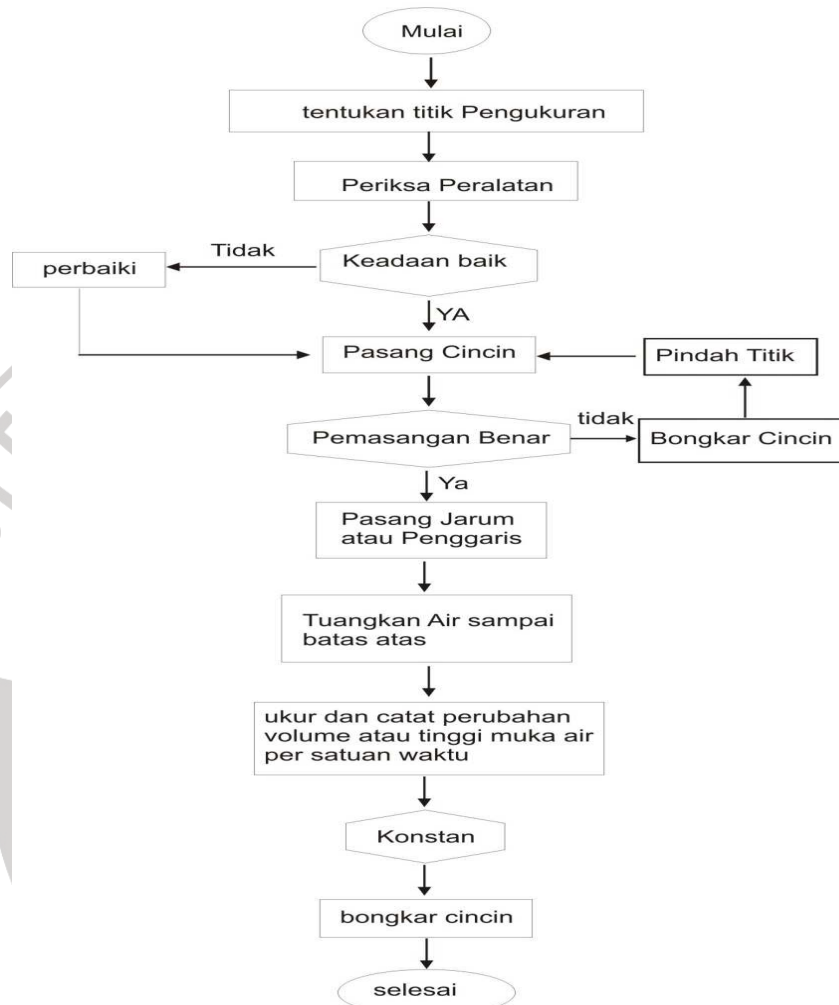 Mulai
tentukan titik Pengukuran
Periksa Peralatan
Tidak
Keadaan baik
perbaiki
YA
Pasang Cincin
Pindah Titik
tidak
Pemasangan Benar
Bongkar Cincin
Ya
Pasang Jarum
atau Penggaris
Tuangkan Air sampai
batas atas
ukur dan catat perubahan
volume atau tinggi muka air
per satuan waktu
Konstan
bongkar cincin
selesai